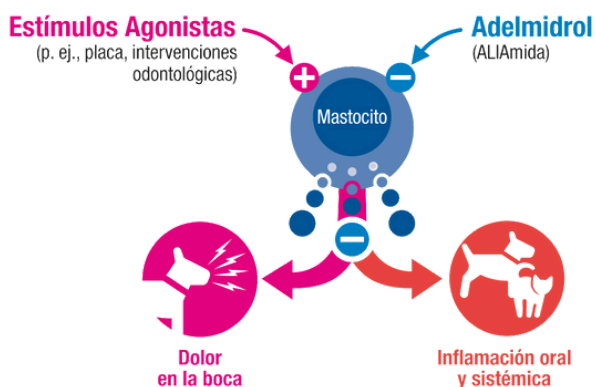 Estímulos Agonistas
(p. ej., placa, intervenciones
odontológicas)
Adelmidrol
(ALIAmida)
+
−
Mastocito
−
Dolor
en la boca
Inflamación oral
y sistémica